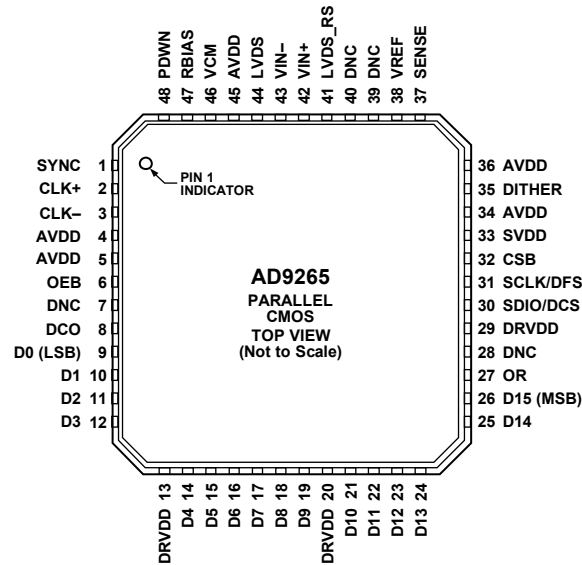 48 PDWN
47 RBIAS
46 VCM
45 AVDD
44 LVDS
43 VIN–
42 VIN+
41 LVDS_RS
40 DNC
39 DNC
38 VREF
37 SENSE
SYNC 1
CLK+ 2
CLK– 3
AVDD 4
AVDD 5
OEB 6
DNC 7
DCO 8
D0 (LSB) 9
D1 10
D2 11
D3 12
PIN 1
INDICATOR
AD9265
PARALLEL
CMOS
TOP VIEW
(Not to Scale)
36 AVDD
35 DITHER
34 AVDD
33 SVDD
32 CSB
31 SCLK/DFS
30 SDIO/DCS
29 DRVDD
28 DNC
27 OR
26 D15 (MSB)
25 D14
DRVDD 13
D4 14
D5 15
D6 16
D7 17
D8 18
D9 19
DRVDD 20
D10 21
D11 22
D12 23
D13 24